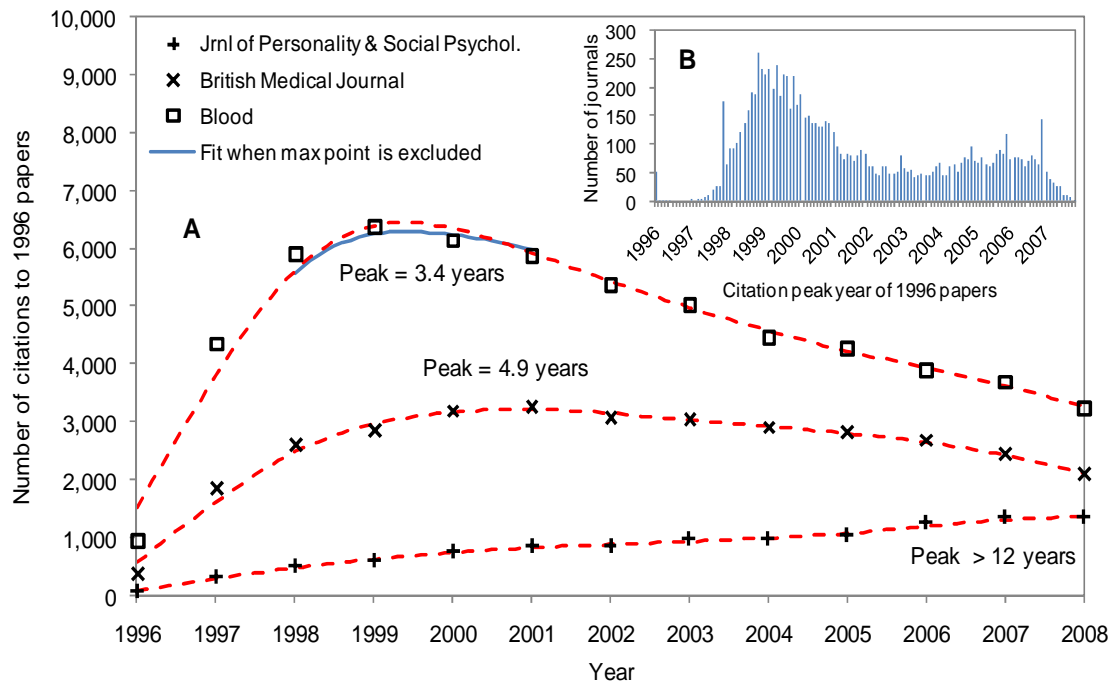 10,000
9,000
8,000
7,000
6,000
5,000
4,000
3,000
2,000
1,000
0
Number of citations to 1996 papers
+ Jrnl of Personality & Social Psychol.
× British Medical Journal
Blood
Fit when max point is excluded
A
Peak = 3.4 years
Peak = 4.9 years
Peak > 12 years
1996 1997 1998 1999 2000 2001 2002 2003 2004 2005 2006 2007 2008
Year
B
300
250
200
150
100
50
0
Number of journals
1996 1997 1998 1999 2000 2001 2002 2003 2004 2005 2006 2007
Citation peak year of 1996 papers